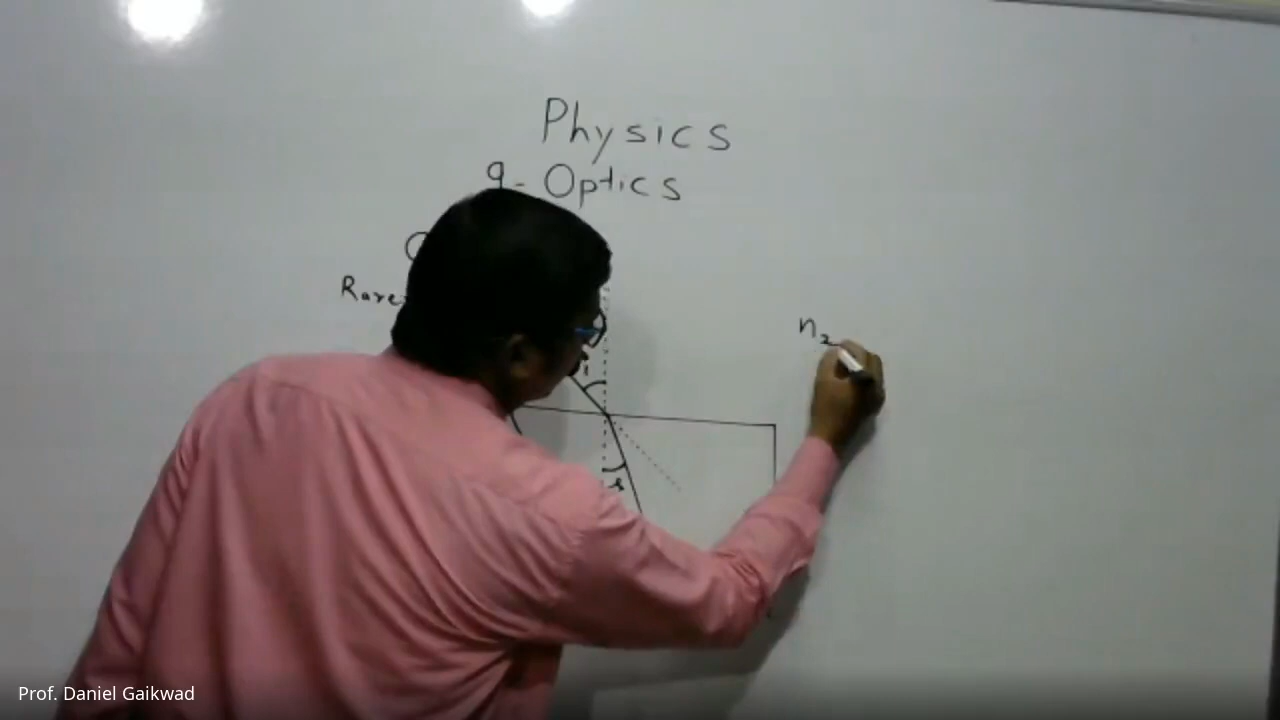 Physics
9- Optics
i
n2
r
Prof. Daniel Gaikwad